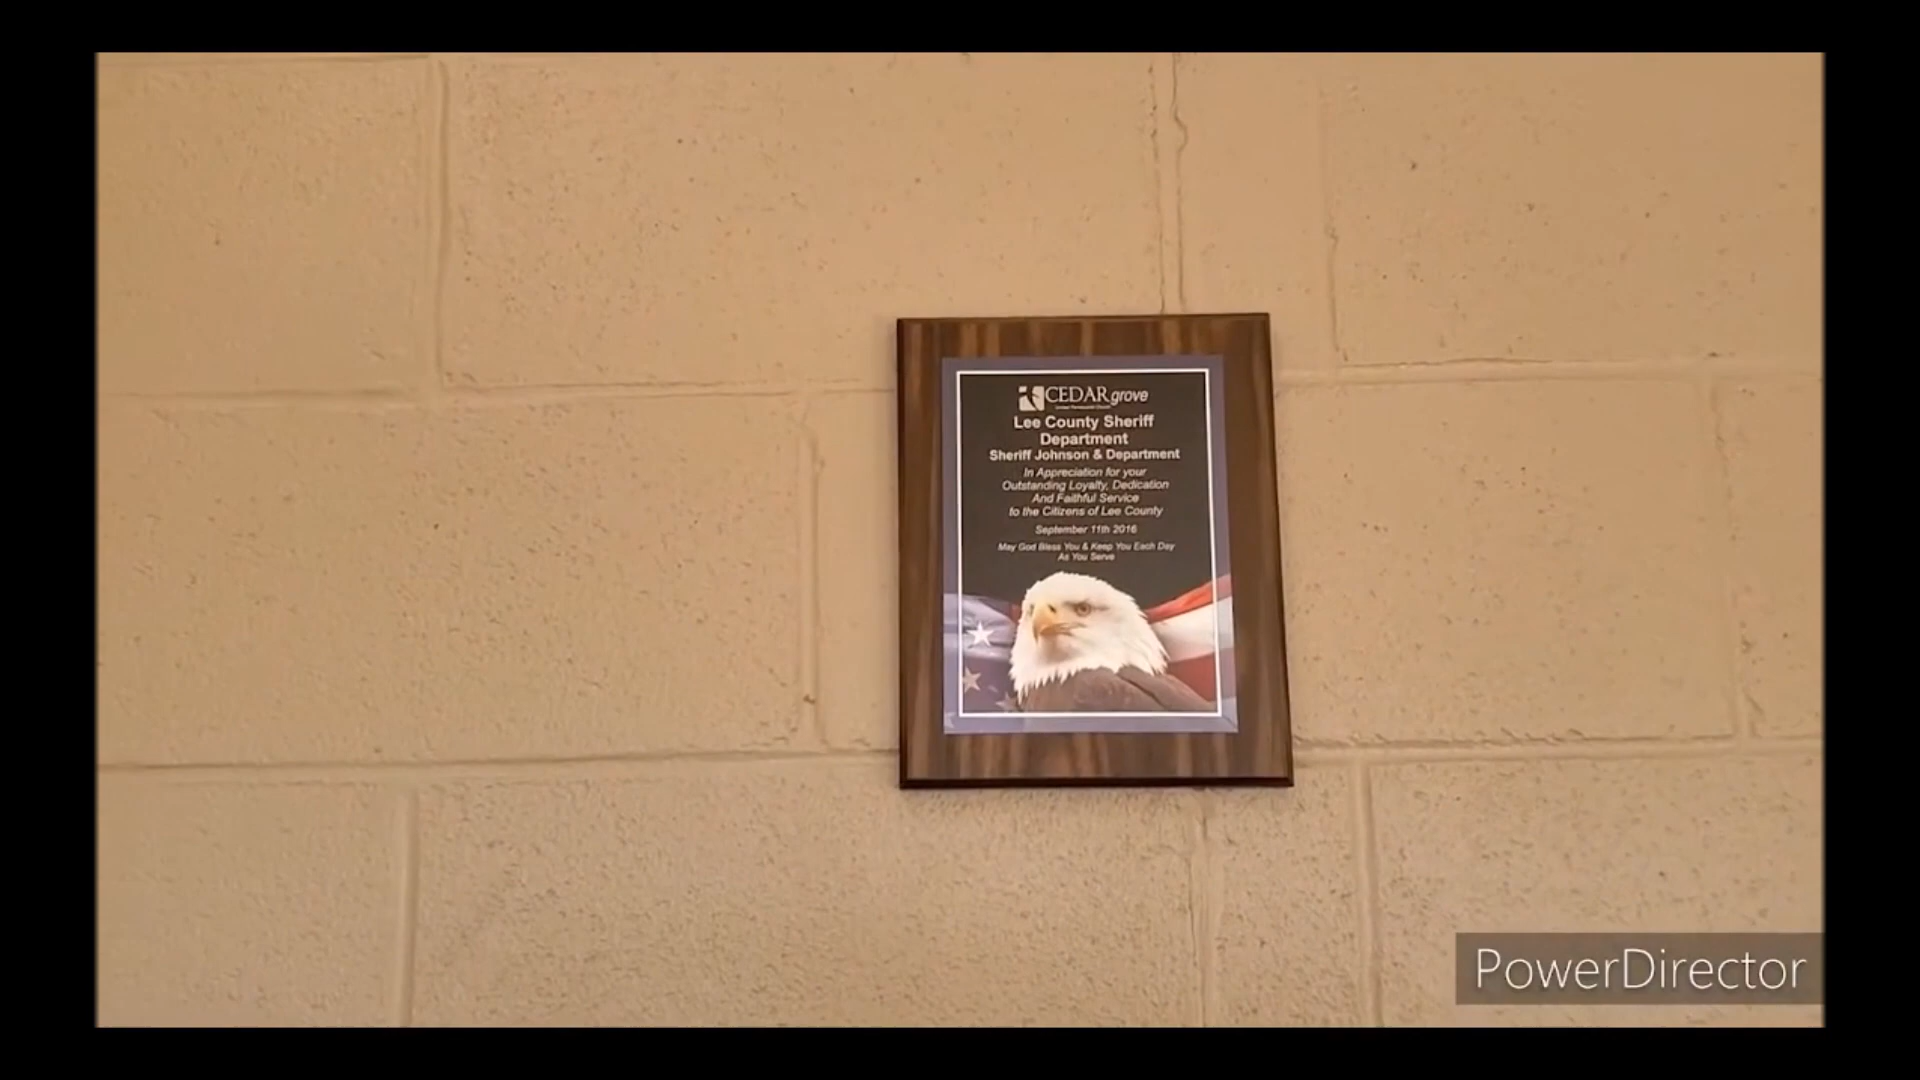 CEDAR grove
Lee County Sheriff
Department
Sheriff Johnson & Department
In Appreciation for your
Outstanding Loyalty, Dedication
And Faithful Service
to the Citizens of Lee County
September 11th 2016
May God Bless You & Keep You Each Day
As You Serve
PowerDirector